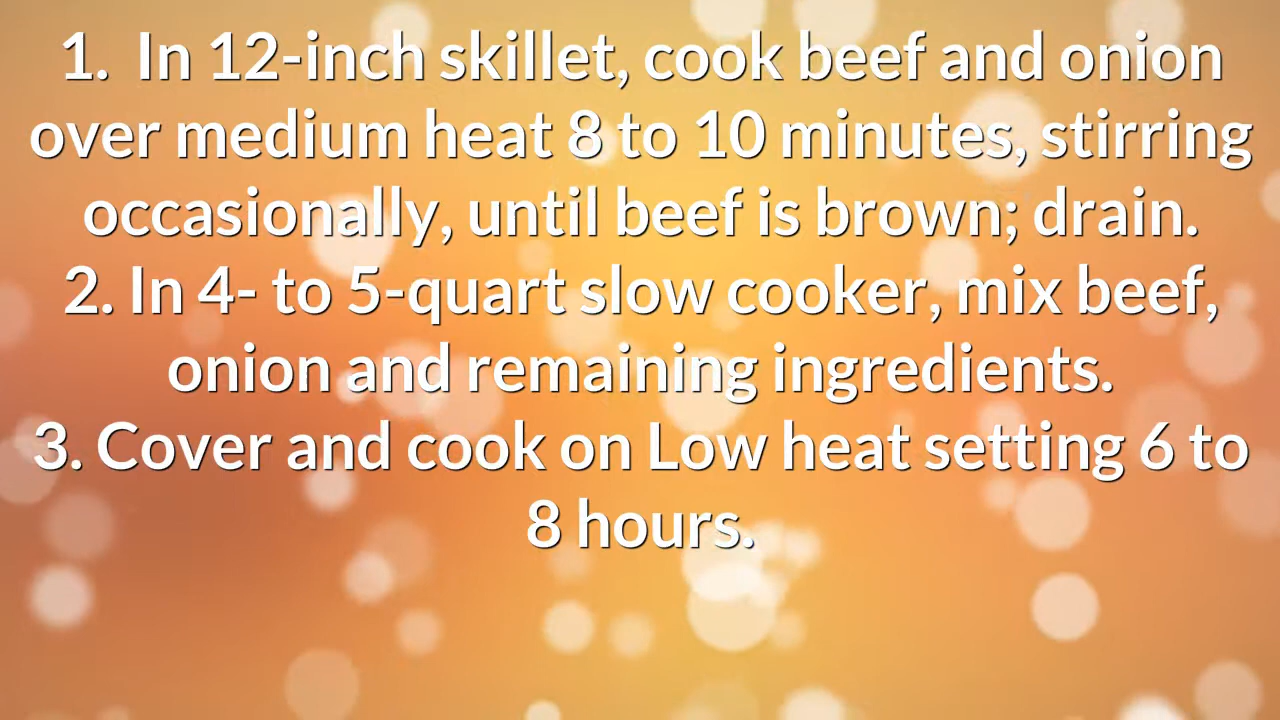 1.  In 12-inch skillet, cook beef and onion
over medium heat 8 to 10 minutes, stirring
occasionally, until beef is brown; drain.
2. In 4- to 5-quart slow cooker, mix beef,
onion and remaining ingredients.
3. Cover and cook on Low heat setting 6 to
8 hours.